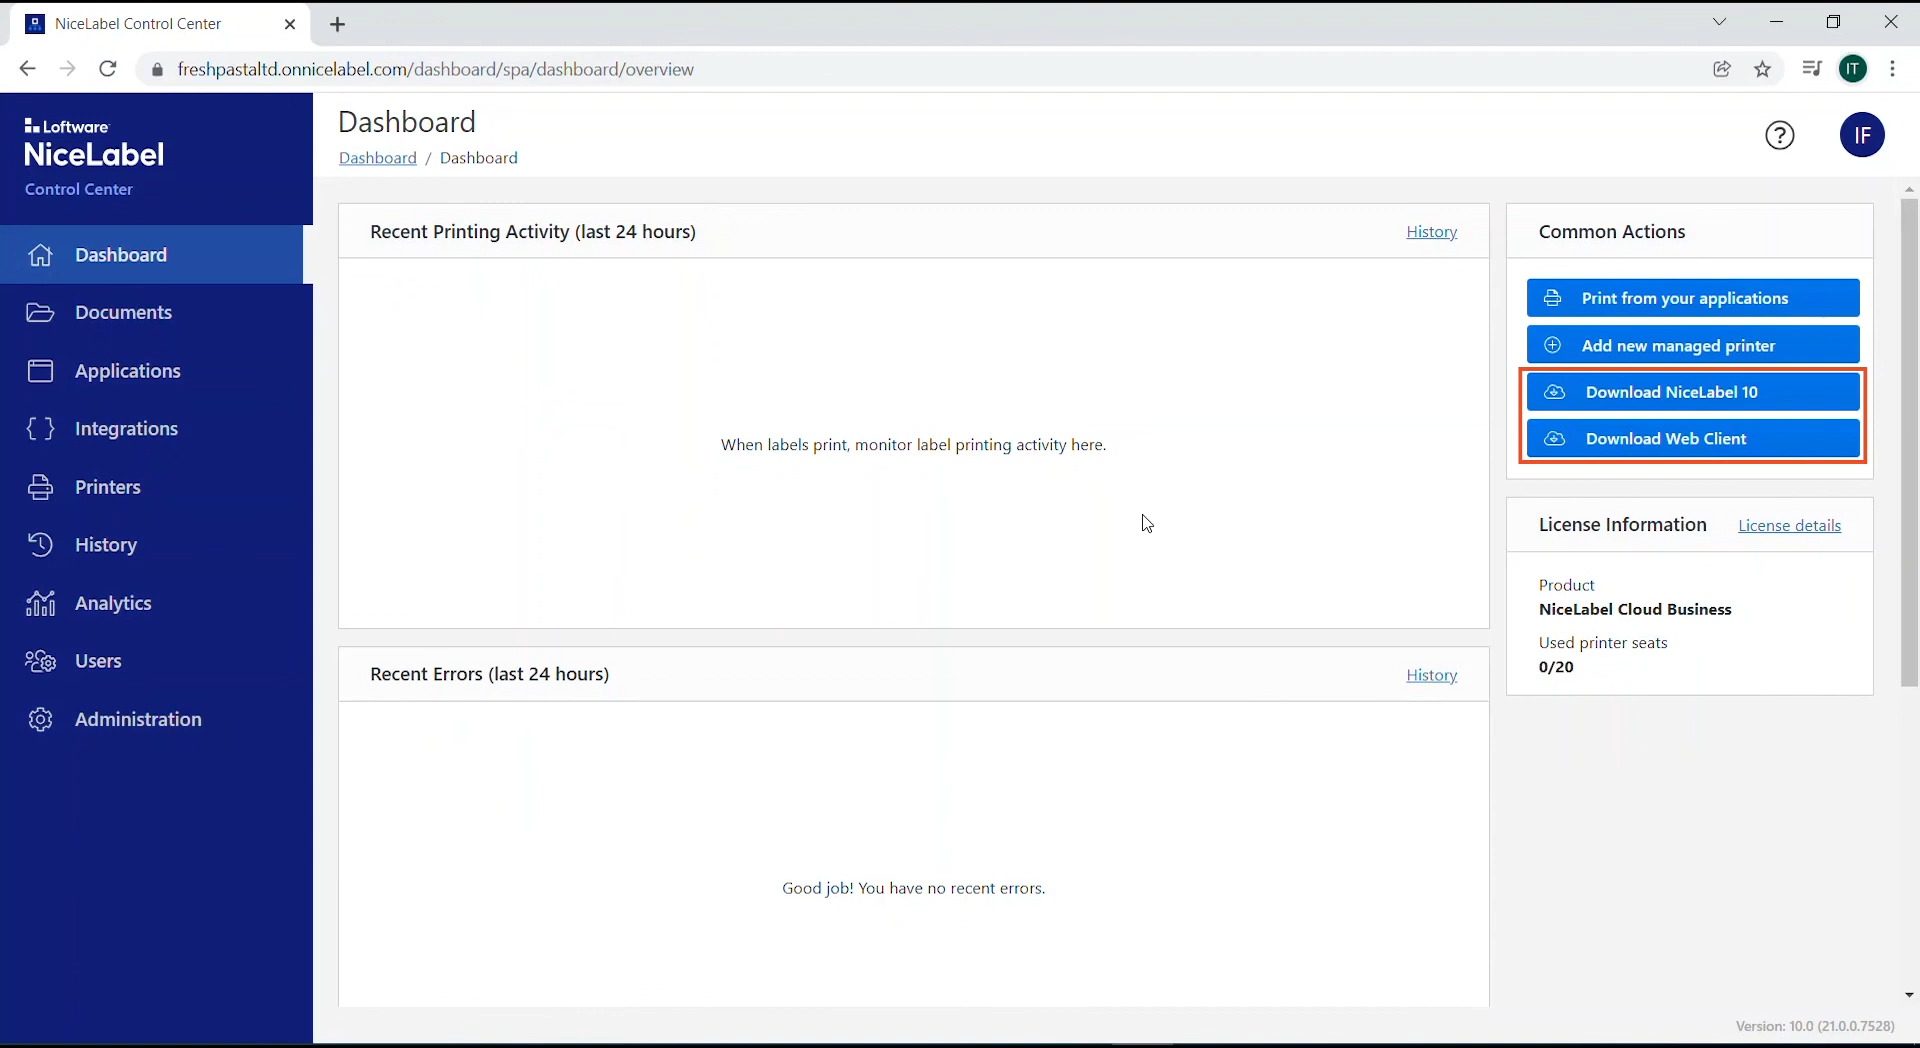 NiceLabel Control Center
freshpastaltd.onnicelabel.com/dashboard/spa/dashboard/overview
IT
Loftware
NiceLabel
Control Center
Dashboard
Documents
Applications
Integrations
Printers
History
Analytics
Users
Administration
Dashboard
Dashboard / Dashboard
?
IF
Recent Printing Activity (last 24 hours)
History
When labels print, monitor label printing activity here.
Recent Errors (last 24 hours)
History
Good job! You have no recent errors.
Common Actions
Print from your applications
Add new managed printer
Download NiceLabel 10
Download Web Client
License Information
License details
Product
NiceLabel Cloud Business
Used printer seats
0/20
Version: 10.0 (21.0.0.7528)